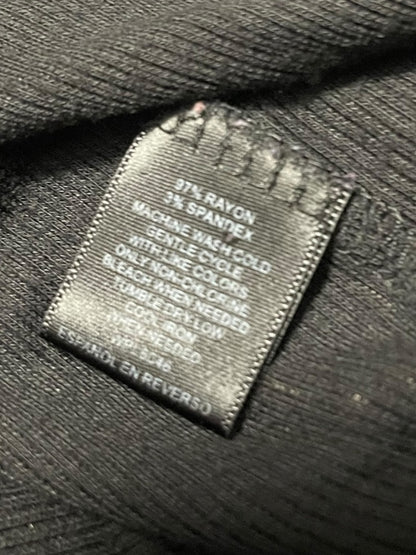 97% RAYON
3% SPANDEX
MACHINE WASH COLD
GENTLE CYCLE
WITH LIKE COLORS
ONLY NON-CHLORINE
BLEACH WHEN NEEDED
TUMBLE DRY LOW
COOL IRON
WHEN NEEDED
ESPAÑOL EN REVERSO